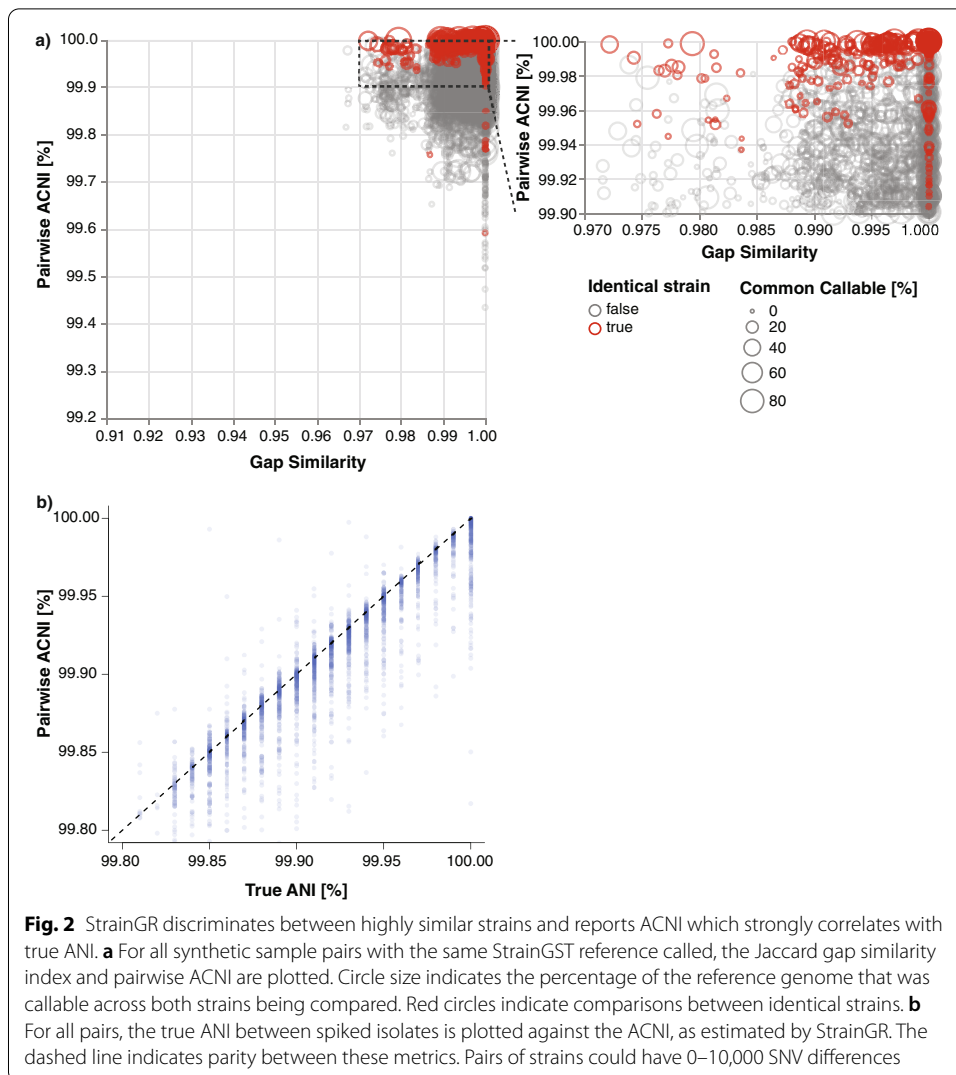 a)
100.0
99.9
99.8
99.7
99.6
99.5
99.4
99.3
99.2
Pairwise ACNI [%]
0.91 0.92 0.93 0.94 0.95 0.96 0.97 0.98 0.99 1.00
Gap Similarity
100.00
99.98
99.96
99.94
99.92
99.90
Pairwise ACNI [%]
0.970 0.975 0.980 0.985 0.990 0.995 1.000
Gap Similarity
Identical strain
false
true
Common Callable [%]
0
20
40
60
80
b)
100.00
99.95
99.90
99.85
99.80
Pairwise ACNI [%]
99.80 99.85 99.90 99.95 100.00
True ANI [%]
Fig. 2 StrainGR discriminates between highly similar strains and reports ACNI which strongly correlates with
true ANI. a For all synthetic sample pairs with the same StrainGST reference called, the Jaccard gap similarity
index and pairwise ACNI are plotted. Circle size indicates the percentage of the reference genome that was
callable across both strains being compared. Red circles indicate comparisons between identical strains. b
For all pairs, the true ANI between spiked isolates is plotted against the ACNI, as estimated by StrainGR. The
dashed line indicates parity between these metrics. Pairs of strains could have 0–10,000 SNV differences